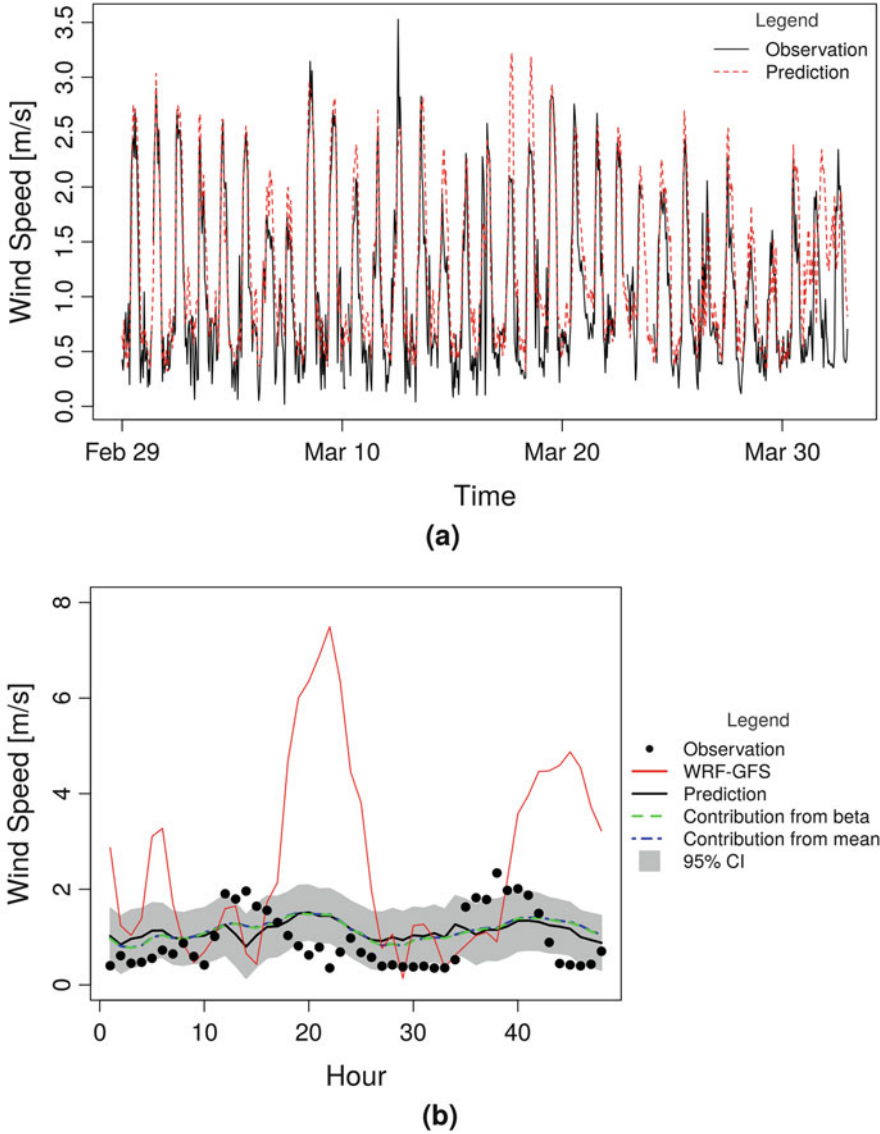 Wind Speed [m/s]
3.5
3.0
2.5
2.0
1.5
1.0
0.5
0.0
Legend
Observation
Prediction
Feb 29
Mar 10
Mar 20
Mar 30
Time
(a)
Wind Speed [m/s]
8
6
4
2
0
Legend
Observation
WRF-GFS
Prediction
Contribution from beta
Contribution from mean
95% CI
0
10
20
30
40
Hour
(b)